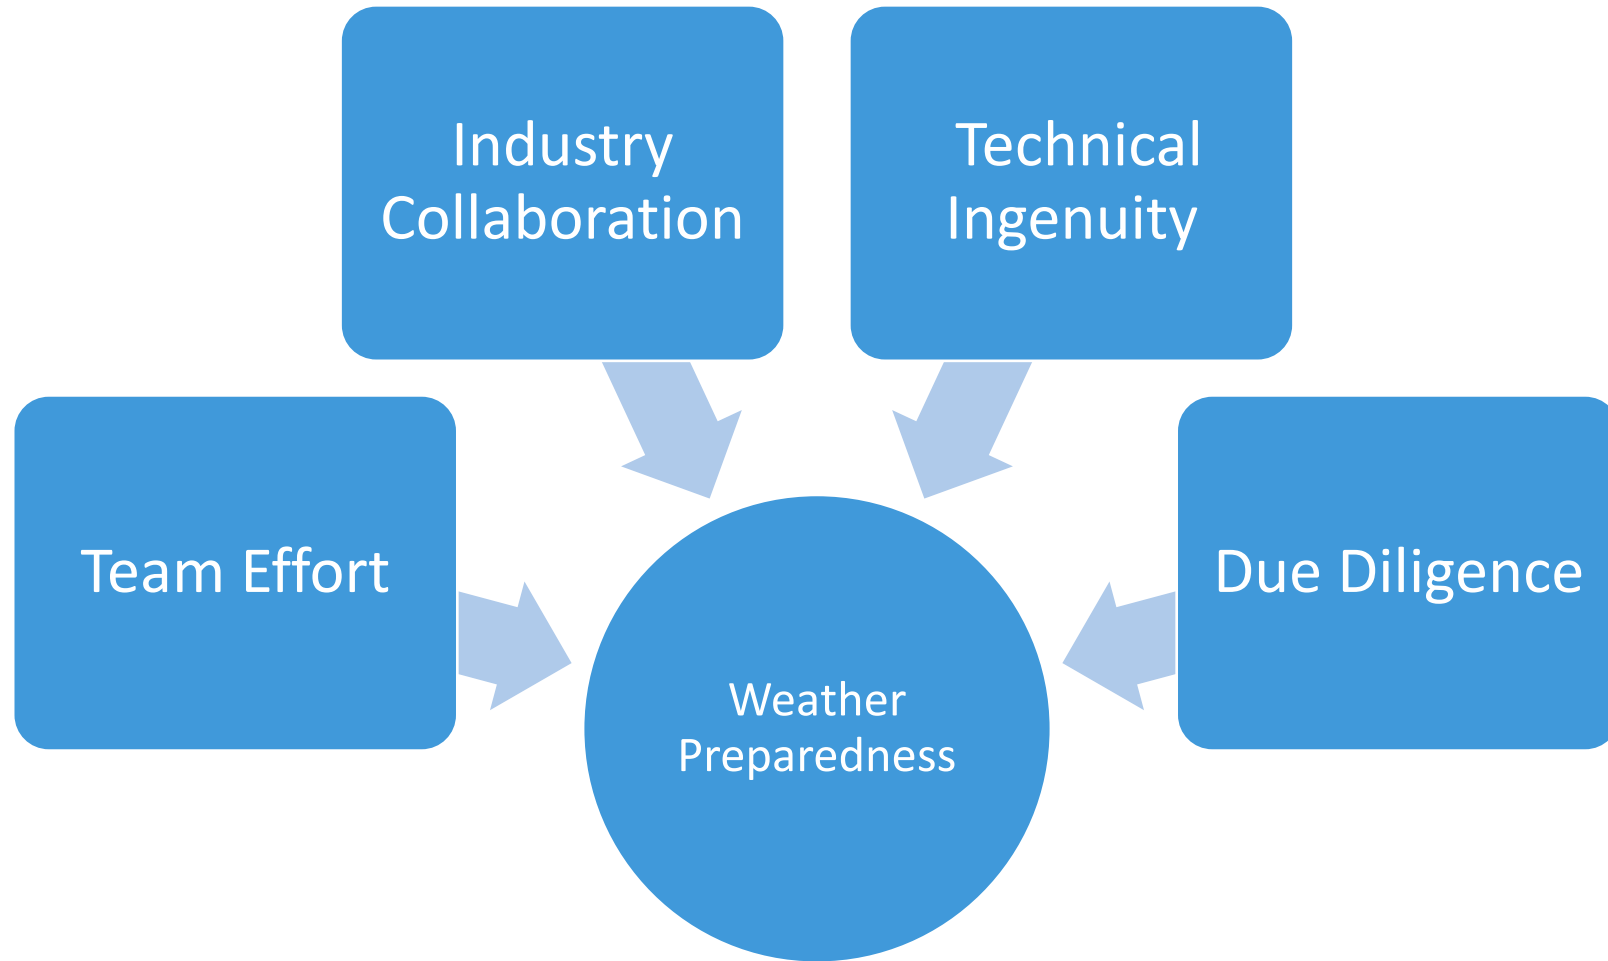 Industry
Collaboration
Technical
Ingenuity
Team Effort
Due Diligence
Weather
Preparedness